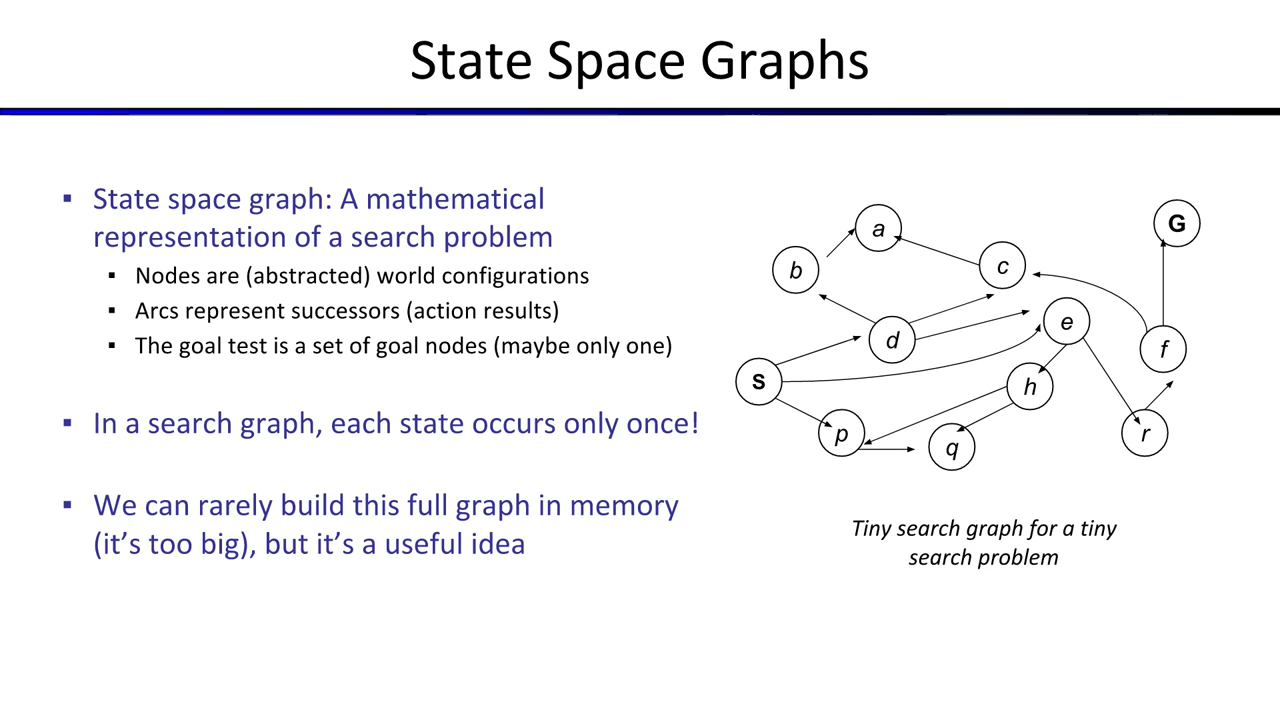 State Space Graphs
▪ State space graph: A mathematical
representation of a search problem
▪ Nodes are (abstracted) world configurations
▪ Arcs represent successors (action results)
▪ The goal test is a set of goal nodes (maybe only one)
▪ In a search graph, each state occurs only once!
▪ We can rarely build this full graph in memory
(it’s too big), but it’s a useful idea
a
G
b
c
e
d
f
S
h
p
q
r
Tiny search graph for a tiny
search problem